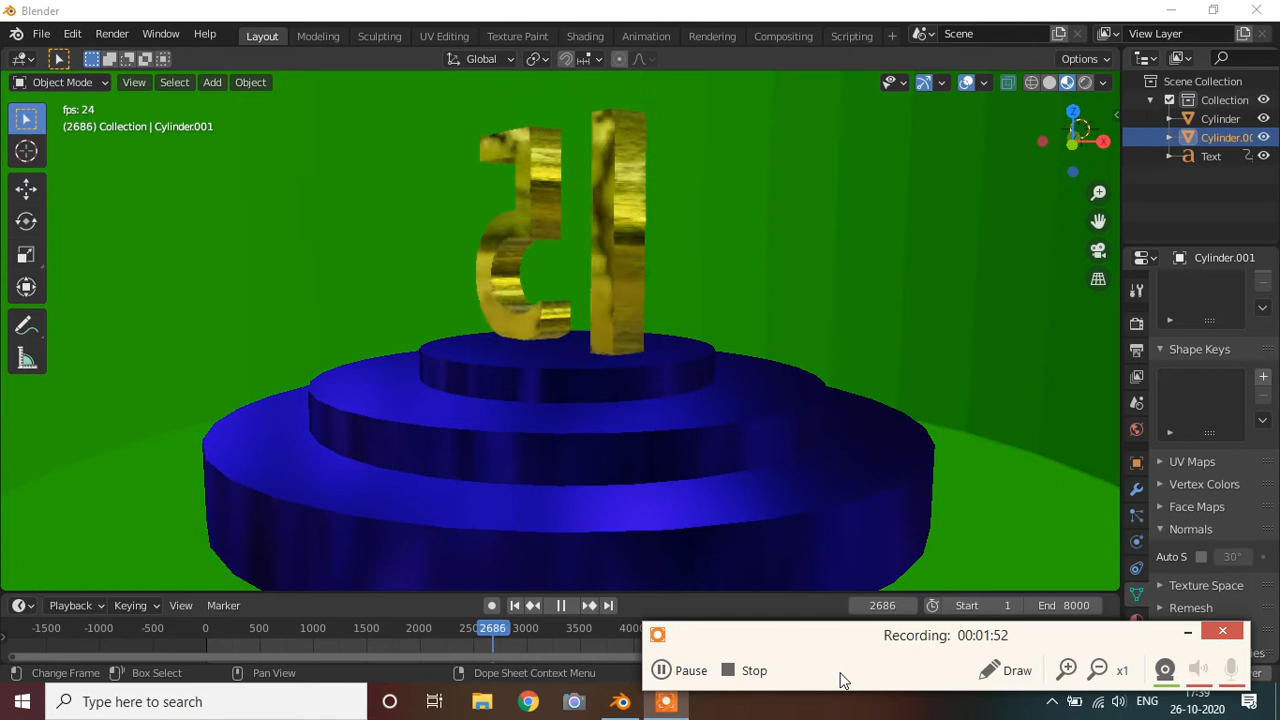 Blender
File Edit Render Window Help Layout Modeling Sculpting UV Editing Texture Paint Shading Animation Rendering Compositing Scripting + Scene View Layer
Global Options
Object Mode View Select Add Object
Scene Collection
Collection
Cylinder
Cylinder.00
Text
fps: 24
(2686) Collection | Cylinder.001
Z
X
15
Cylinder.001
Shape Keys
UV Maps
Vertex Colors
Face Maps
Normals
Auto S 30°
Texture Space
Remesh
Playback Keying View Marker 2686 Start 1 End 8000
-1500 -1000 -500 0 500 1000 1500 2000 2686 3000 3500
Recording: 00:01:52
Pause Stop Draw x1
Change Frame Box Select Pan View Dope Sheet Context Menu
Type here to search
ENG
17:39
26-10-2020